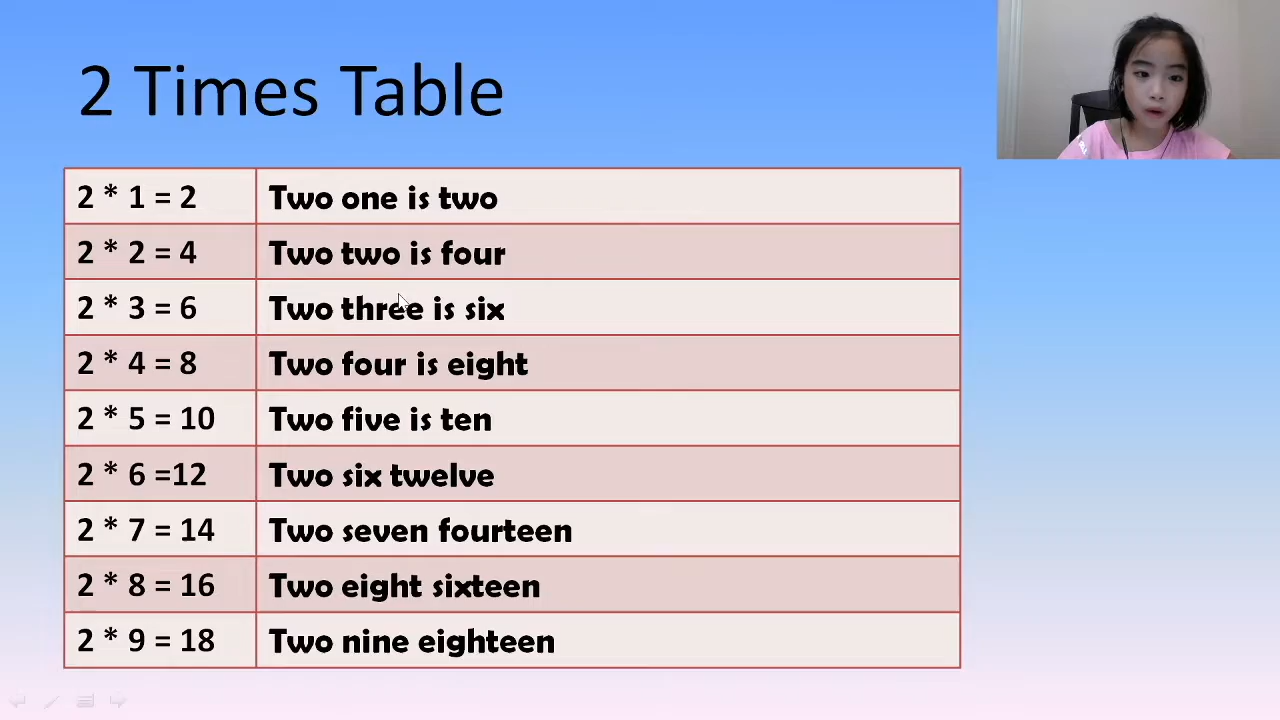 2 Times Table
2 * 1 = 2 Two one is two
2 * 2 = 4 Two two is four
2 * 3 = 6 Two three is six
2 * 4 = 8 Two four is eight
2 * 5 = 10 Two five is ten
2 * 6 =12 Two six twelve
2 * 7 = 14 Two seven fourteen
2 * 8 = 16 Two eight sixteen
2 * 9 = 18 Two nine eighteen